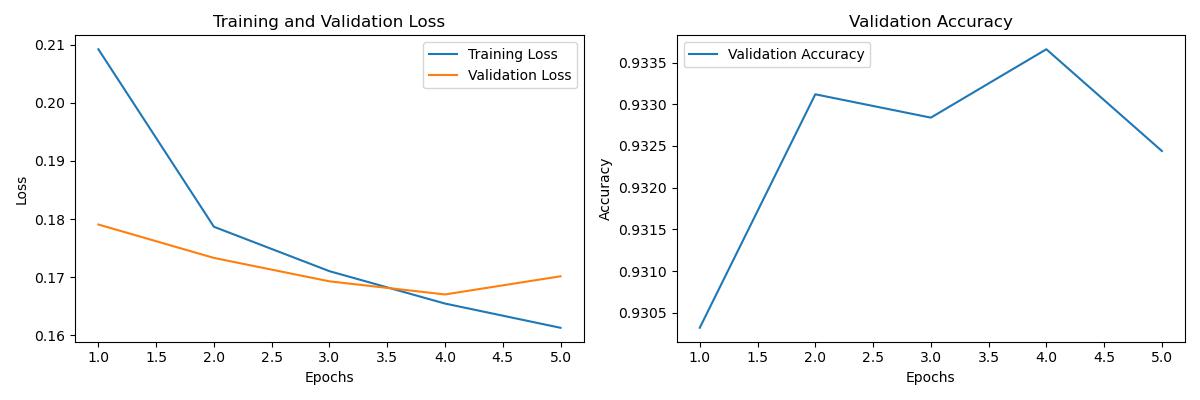 Training and Validation Loss
Training Loss
Validation Loss
0.21
0.20
0.19
0.18
0.17
0.16
Loss
1.0 1.5 2.0 2.5 3.0 3.5 4.0 4.5 5.0
Epochs
Validation Accuracy
Validation Accuracy
0.9335
0.9330
0.9325
0.9320
0.9315
0.9310
0.9305
Accuracy
1.0 1.5 2.0 2.5 3.0 3.5 4.0 4.5 5.0
Epochs